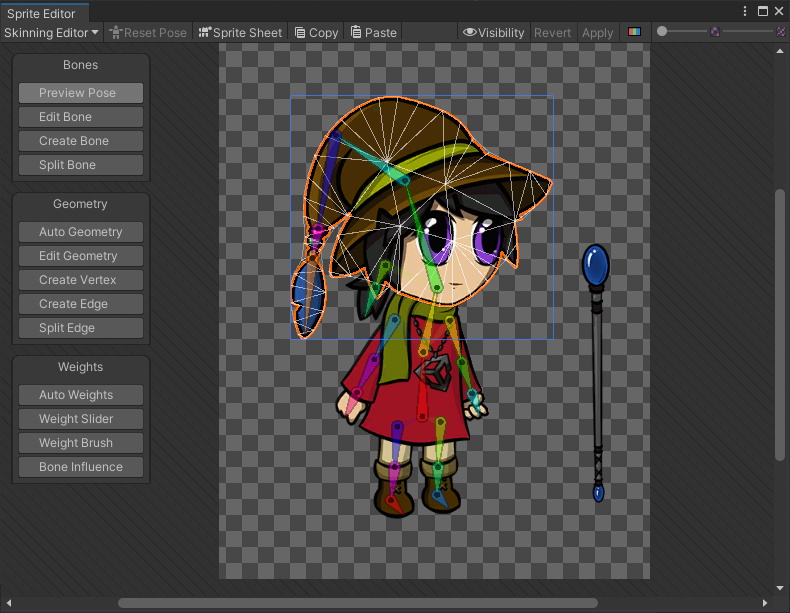 Sprite Editor
Skinning Editor Reset Pose Sprite Sheet Copy Paste Visibility Revert Apply
Bones
Preview Pose
Edit Bone
Create Bone
Split Bone
Geometry
Auto Geometry
Edit Geometry
Create Vertex
Create Edge
Split Edge
Weights
Auto Weights
Weight Slider
Weight Brush
Bone Influence